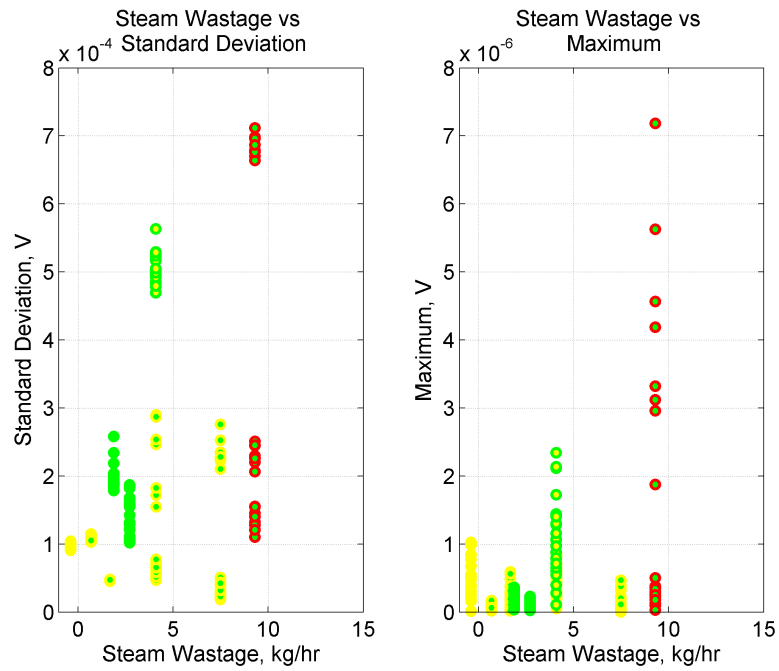 Steam Wastage vs
Standard Deviation
x 10-4
8
7
6
5
4
3
2
1
0
Standard Deviation, V
0 5 10 15
Steam Wastage, kg/hr
Steam Wastage vs
Maximum
x 10-6
8
7
6
5
4
3
2
1
0
Maximum, V
0 5 10 15
Steam Wastage, kg/hr